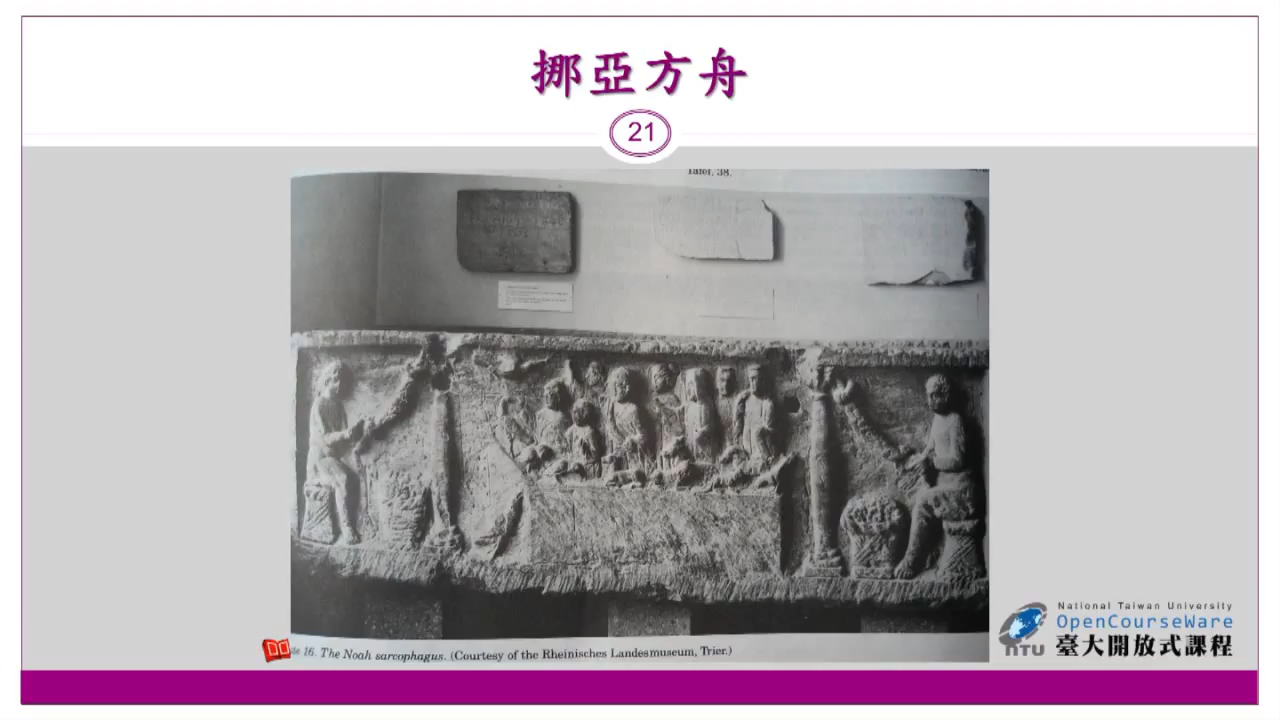 挪亞方舟
21
Tafel, 38.
te 16. The Noah sarcophagus. (Courtesy of the Rheinisches Landesmuseum, Trier.)
National Taiwan University
OpenCourseWare
NTU 臺大開放式課程